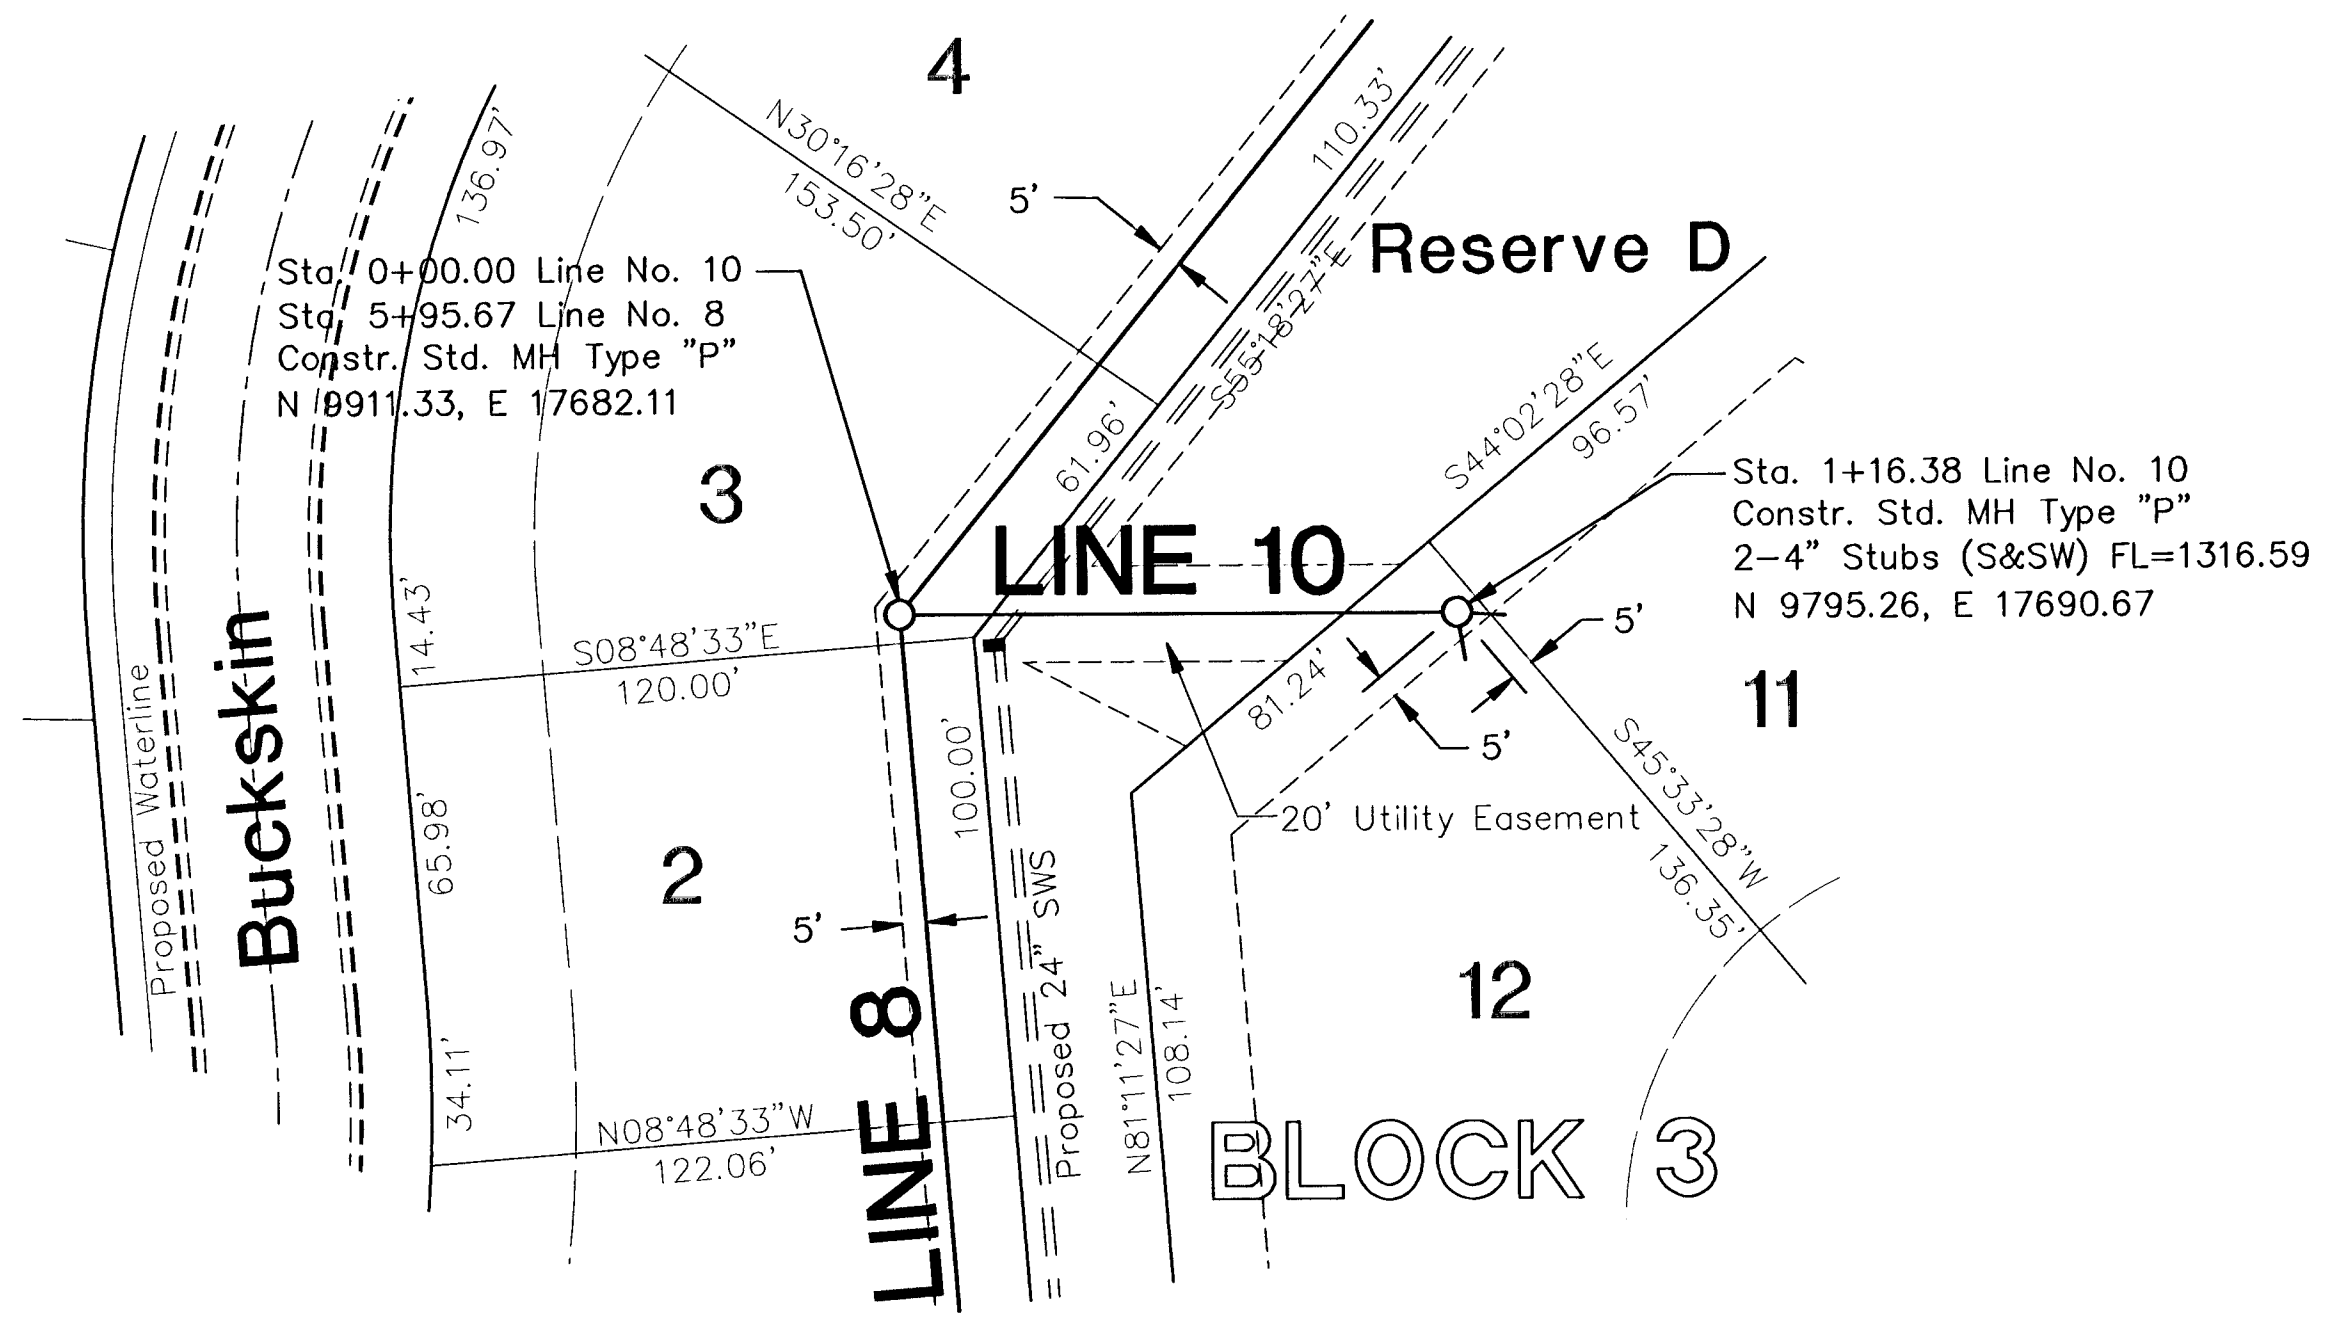 4
136.97'
N30°16'28"E
153.50'
110.33'
5'
Reserve D
S55°18'27"E
Sta. 0+00.00 Line No. 10
Sta. 5+95.67 Line No. 8
Constr. Std. MH Type "P"
N 9911.33, E 17682.11
3
61.96'
S44°02'28"E
96.57'
Sta. 1+16.38 Line No. 10
Constr. Std. MH Type "P"
2-4" Stubs (S&SW) FL=1316.59
N 9795.26, E 17690.67
LINE 10
14.43'
S08°48'33"E
120.00'
5'
81.24'
5'
11
Proposed Waterline
Buckskin
100.00'
S45°33'28"W
136.35'
20' Utility Easement
65.98'
2
5'
Proposed 24" SWS
LINE 8
12
N81°11'27"E
108.14'
34.11'
N08°48'33"W
122.06'
BLOCK 3